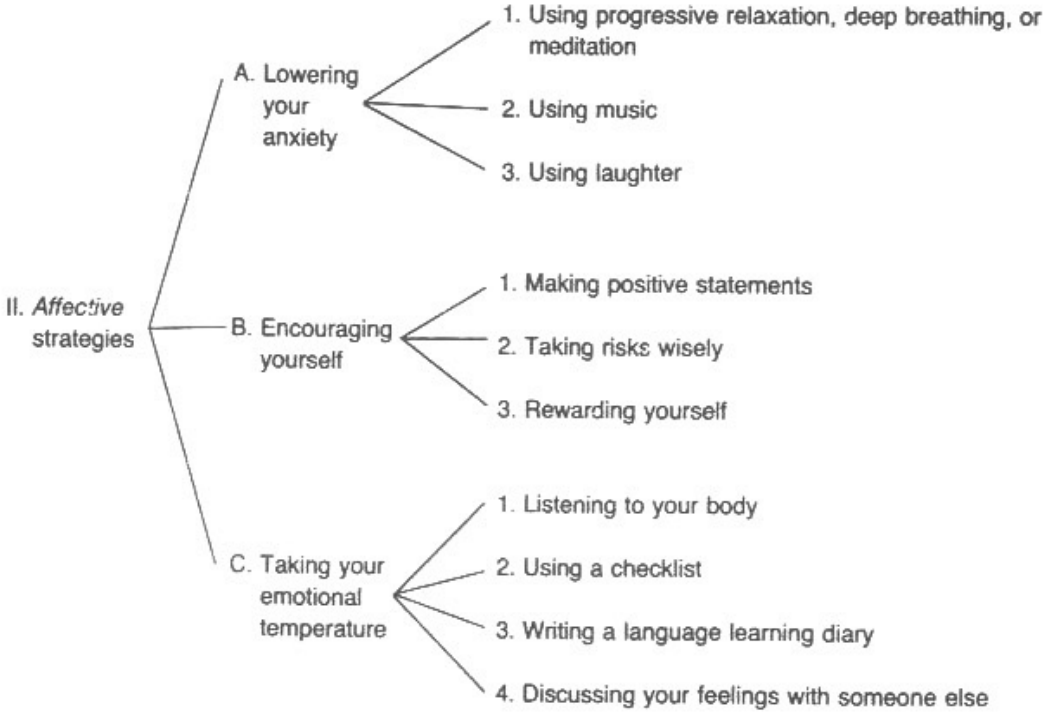 1. Using progressive relaxation, deep breathing, or
meditation
A. Lowering
your
anxiety
2. Using music
3. Using laughter
II. Affective
strategies
B. Encouraging
yourself
1. Making positive statements
2. Taking risks wisely
3. Rewarding yourself
C. Taking your
emotional
temperature
1. Listening to your body
2. Using a checklist
3. Writing a language learning diary
4. Discussing your feelings with someone else